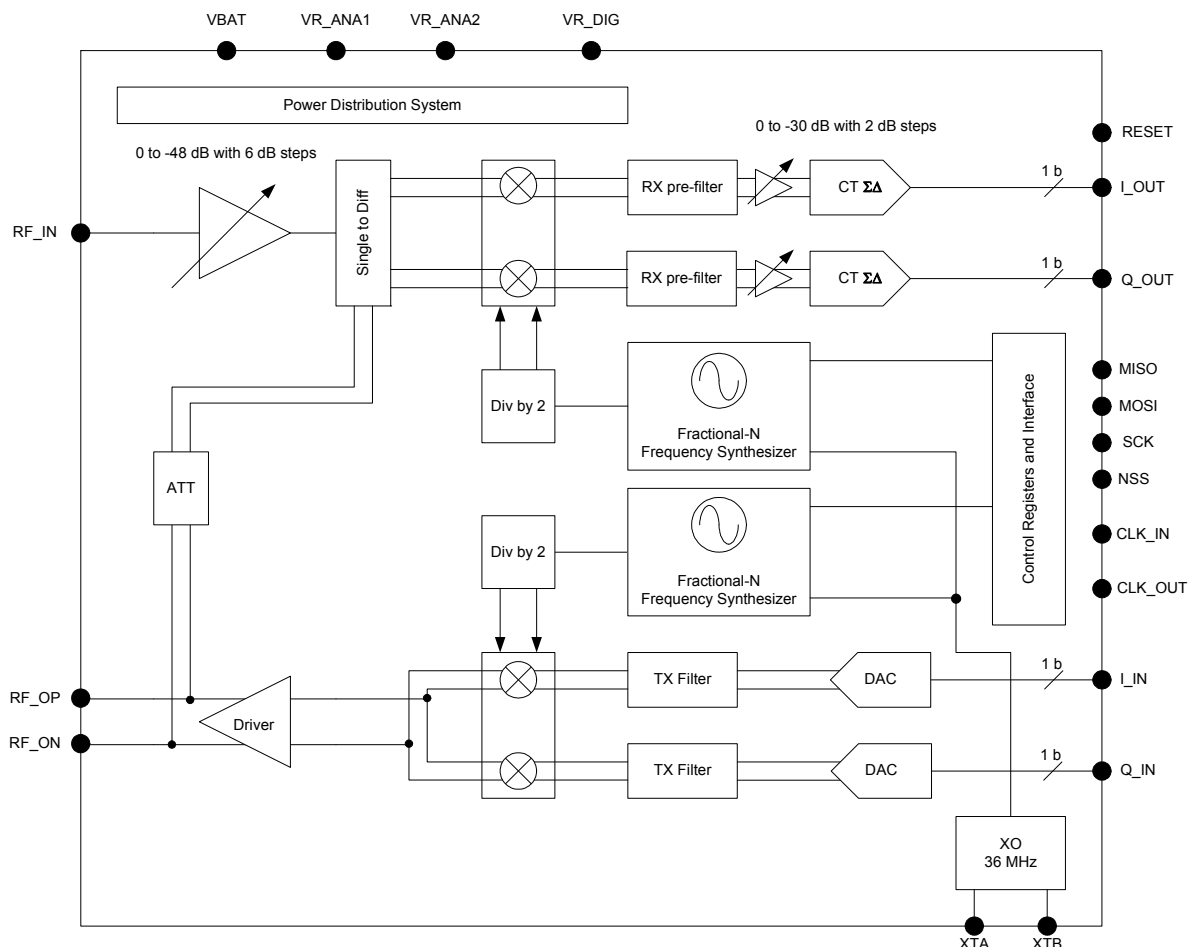 VBAT
VR_ANA1
VR_ANA2
VR_DIG
Power Distribution System
RESET
0 to -48 dB with 6 dB steps
0 to -30 dB with 2 dB steps
RF_IN
Single to Diff
RX pre-filter
CT ΣΔ
1 b
I_OUT
RX pre-filter
CT ΣΔ
1 b
Q_OUT
Div by 2
Fractional-N
Frequency Synthesizer
Control Registers and Interface
MISO
MOSI
SCK
NSS
CLK_IN
CLK_OUT
ATT
Div by 2
Fractional-N
Frequency Synthesizer
RF_OP
RF_ON
Driver
TX Filter
DAC
1 b
I_IN
TX Filter
DAC
1 b
Q_IN
XO
36 MHz
XTA
XTB